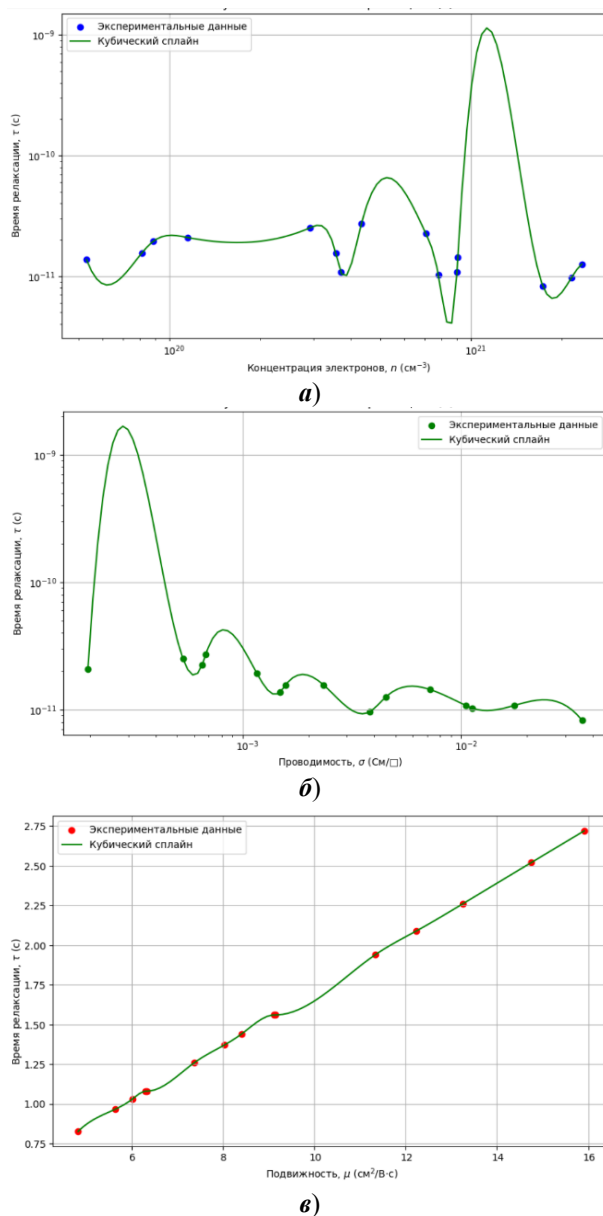 Экспериментальные данные
Кубический сплайн
Время релаксации, τ (с)
10⁻⁹
10⁻¹⁰
10⁻¹¹
10²⁰
10²¹
Концентрация электронов, n (см⁻³)
а)
Экспериментальные данные
Кубический сплайн
Время релаксации, τ (с)
10⁻⁹
10⁻¹⁰
10⁻¹¹
10⁻³
10⁻²
Проводимость, σ (См/□)
б)
Экспериментальные данные
Кубический сплайн
Время релаксации, τ (с)
2.75
2.50
2.25
2.00
1.75
1.50
1.25
1.00
0.75
6 8 10 12 14 16
Подвижность, μ (см²/В·с)
в)